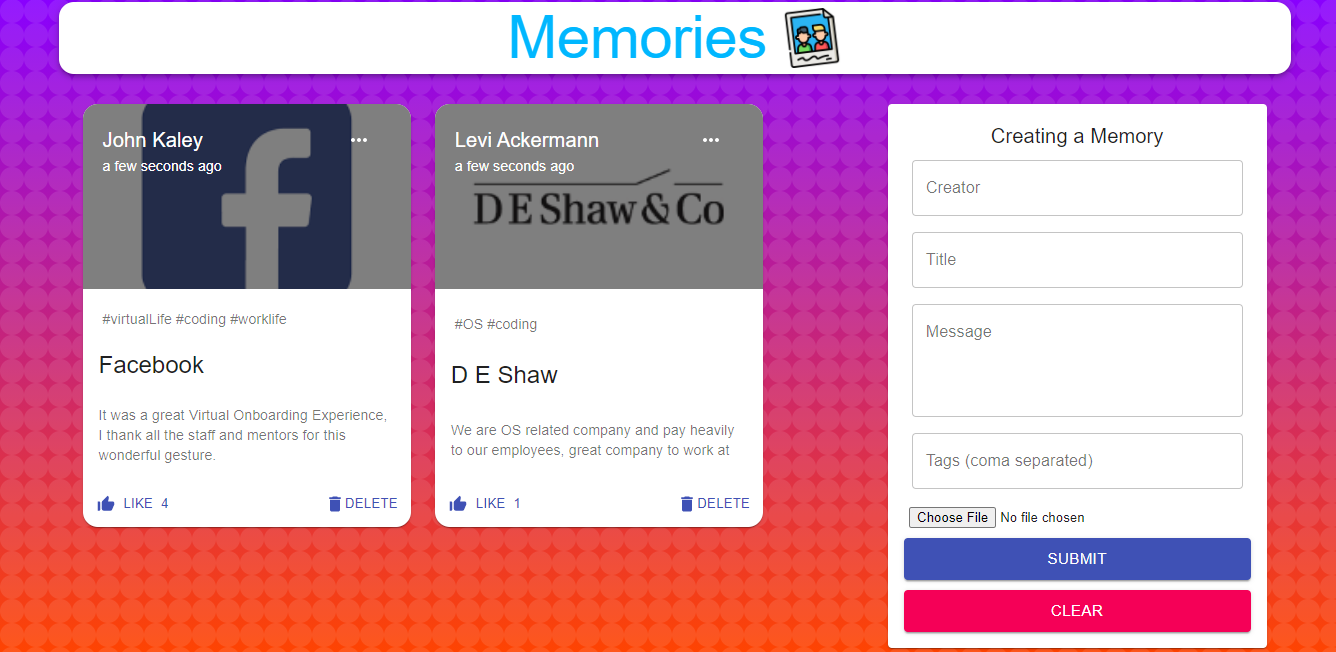 Memories
John Kaley
a few seconds ago
#virtualLife #coding #worklife
Facebook
It was a great Virtual Onboarding Experience,
I thank all the staff and mentors for this
wonderful gesture.
LIKE 4
DELETE
Levi Ackermann
a few seconds ago
D E Shaw & Co
#OS #coding
D E Shaw
We are OS related company and pay heavily
to our employees, great company to work at
LIKE 1
DELETE
Creating a Memory
Creator
Title
Message
Tags (coma separated)
Choose File No file chosen
SUBMIT
CLEAR